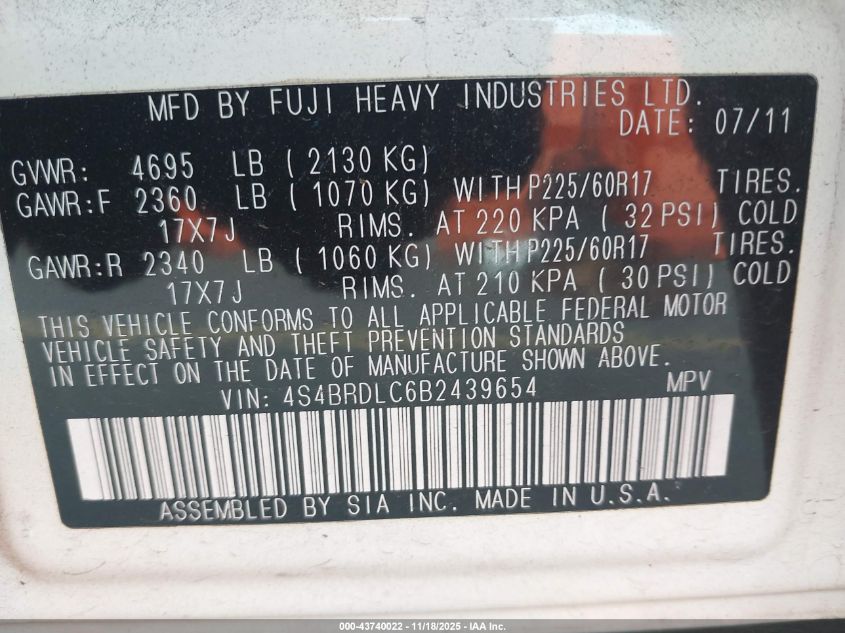 MFD BY FUJI HEAVY INDUSTRIES LTD.
DATE: 07/11
GVWR: 4695 LB ( 2130 KG)
GAWR:F 2360 LB ( 1070 KG) WITH P225/60R17 TIRES.
17X7J RIMS. AT 220 KPA ( 32 PSI) COLD
GAWR:R 2340 LB ( 1060 KG) WITH P225/60R17 TIRES.
17X7J RIMS. AT 210 KPA ( 30 PSI) COLD
THIS VEHICLE CONFORMS TO ALL APPLICABLE FEDERAL MOTOR
VEHICLE SAFETY AND THEFT PREVENTION STANDARDS
IN EFFECT ON THE DATE OF MANUFACTURE SHOWN ABOVE.
VIN: 4S4BRDLC6B2439654 MPV
ASSEMBLED BY SIA INC. MADE IN U.S.A.
000-43740022 - 11/18/2025 - IAA Inc.